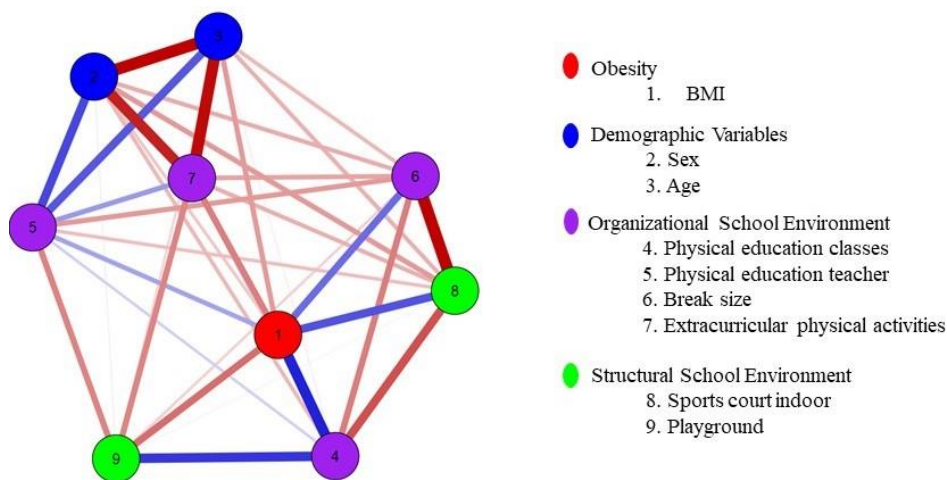 3
2
7
6
5
8
1
9
4
Obesity
1. BMI
Demographic Variables
2. Sex
3. Age
Organizational School Environment
4. Physical education classes
5. Physical education teacher
6. Break size
7. Extracurricular physical activities
Structural School Environment
8. Sports court indoor
9. Playground